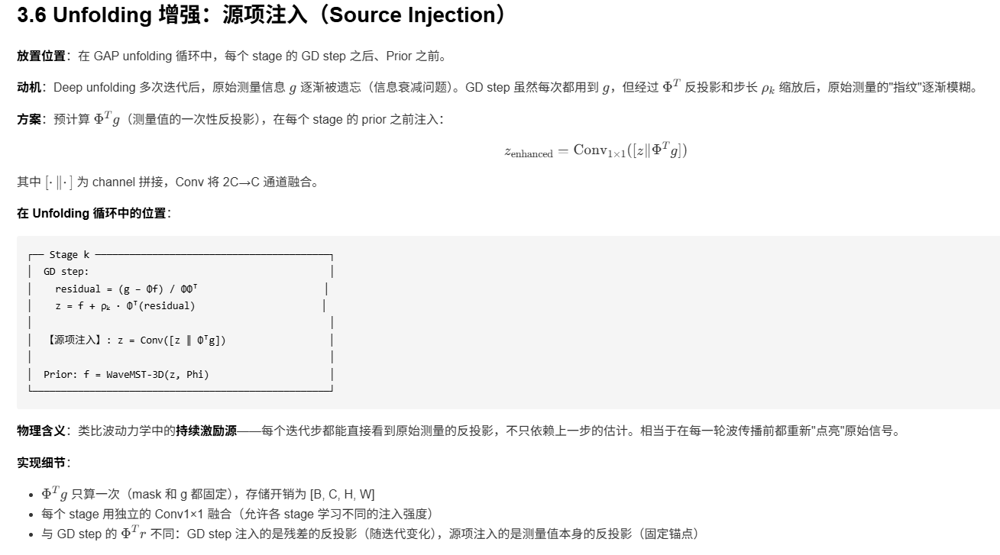 3.6 Unfolding 增强：源项注入（Source Injection）
放置位置：在 GAP unfolding 循环中，每个 stage 的 GD step 之后、Prior 之前。
动机：Deep unfolding 多次迭代后，原始测量信息 g 逐渐被遗忘（信息衰减问题）。GD step 虽然每次都用到 g，但经过 Φ^T 反投影和步长 ρ_k 缩放后，原始测量的"指纹"逐渐模糊。
方案：预计算 Φ^T g（测量值的一次性反投影），在每个 stage 的 prior 之前注入：
z_enhanced = Conv_{1×1}([z‖Φ^T g])
其中 [·‖·] 为 channel 拼接，Conv 将 2C→C 通道融合。
在 Unfolding 循环中的位置：
Stage k
GD step:
residual = (g − Φf) / ΦΦᵀ
z = f + ρₖ · Φᵀ(residual)
【源项注入】: z = Conv([z ‖ Φᵀg])
Prior: f = WaveMST-3D(z, Phi)
物理含义：类比波动力学中的持续激励源——每个迭代步都能直接看到原始测量的反投影，不只依赖上一步的估计。相当于在每一轮波传播前都重新"点亮"原始信号。
实现细节：
• Φ^T g 只算一次（mask 和 g 都固定），存储开销为 [B, C, H, W]
• 每个 stage 用独立的 Conv1×1 融合（允许各 stage 学习不同的注入强度）
• 与 GD step 的 Φ^T r 不同：GD step 注入的是残差的反投影（随迭代变化），源项注入的是测量值本身的反投影（固定锚点）